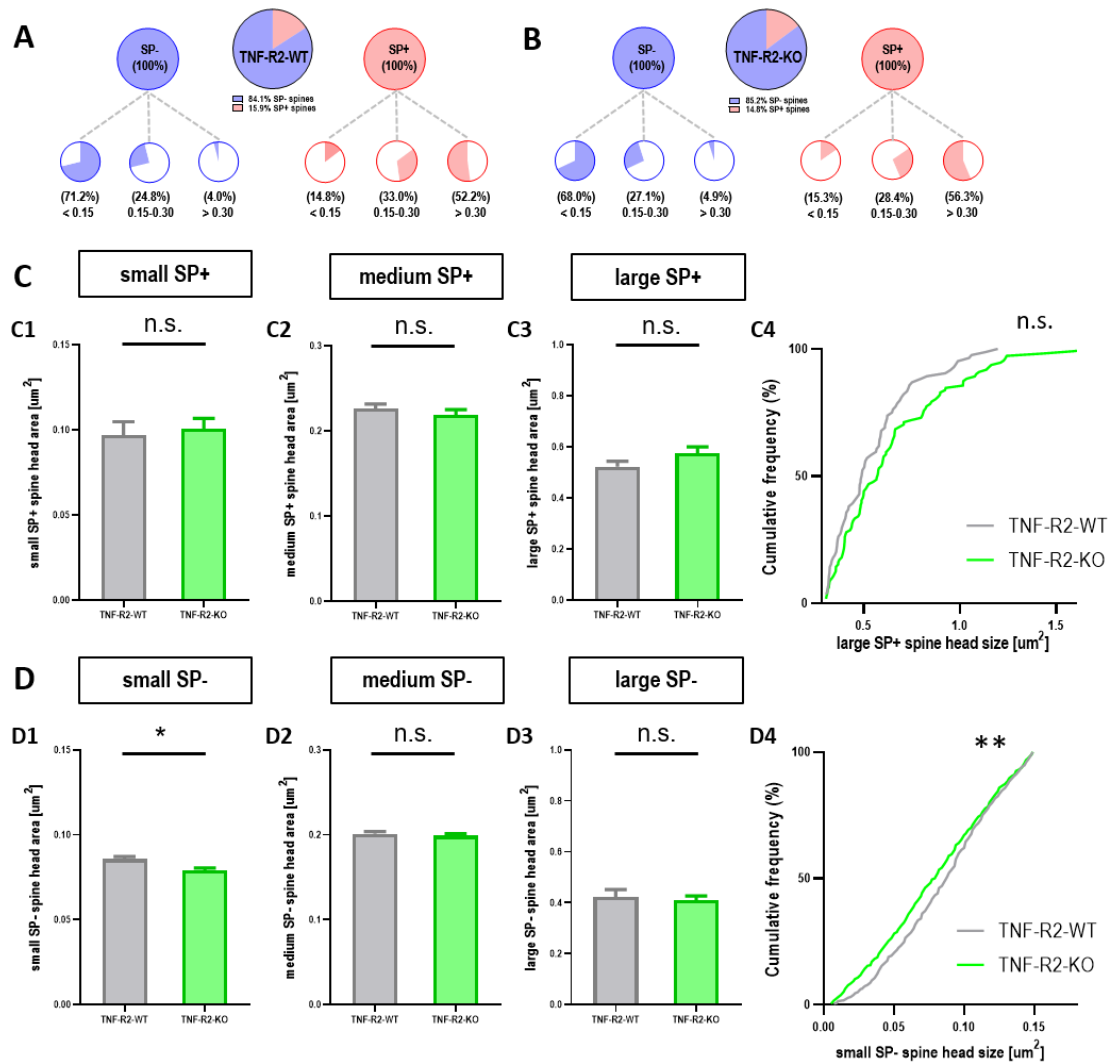 A
SP-
(100%)
TNF-R2-WT
SP+
(100%)
84.1% SP- spines
15.9% SP+ spines
(71.2%)
< 0.15
(24.8%)
0.15-0.30
(4.0%)
> 0.30
(14.8%)
< 0.15
(33.0%)
0.15-0.30
(52.2%)
> 0.30
B
SP-
(100%)
TNF-R2-KO
SP+
(100%)
85.2% SP- spines
14.8% SP+ spines
(68.0%)
< 0.15
(27.1%)
0.15-0.30
(4.9%)
> 0.30
(15.3%)
< 0.15
(28.4%)
0.15-0.30
(56.3%)
> 0.30
C
small SP+
medium SP+
large SP+
C1
n.s.
small SP+ spine head area [um²]
0.15
0.10
0.05
0.00
TNF-R2-WT
TNF-R2-KO
C2
n.s.
medium SP+ spine head area [um²]
0.3
0.2
0.1
0.0
TNF-R2-WT
TNF-R2-KO
C3
n.s.
large SP+ spine head area [um²]
1.0
0.8
0.6
0.4
0.2
0.0
TNF-R2-WT
TNF-R2-KO
C4
n.s.
Cumulative frequency (%)
100
50
0
TNF-R2-WT
TNF-R2-KO
0.5
1.0
1.5
large SP+ spine head size [um²]
D
small SP-
medium SP-
large SP-
D1
*
small SP- spine head area [um²]
0.15
0.10
0.05
0.00
TNF-R2-WT
TNF-R2-KO
D2
n.s.
medium SP- spine head area [um²]
0.3
0.2
0.1
0.0
TNF-R2-WT
TNF-R2-KO
D3
n.s.
large SP- spine head area [um²]
1.0
0.8
0.6
0.4
0.2
0.0
TNF-R2-WT
TNF-R2-KO
D4
**
Cumulative frequency (%)
100
50
0
TNF-R2-WT
TNF-R2-KO
0.00
0.05
0.10
0.15
small SP- spine head size [um²]